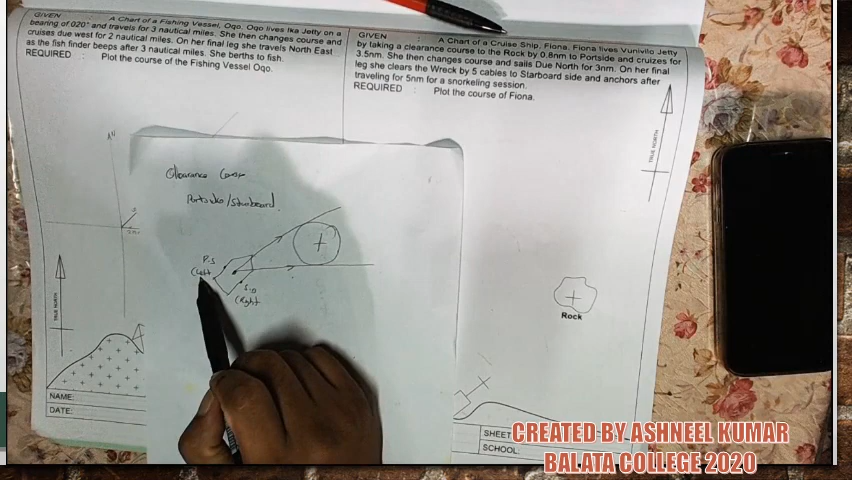 GIVEN : A Chart of a Fishing Vessel, Oqo, Oqo lives Ika Jetty on a
bearing of 020° and travels for 3 nautical miles. She then changes course and
cruises due west for 2 nautical miles. On her final leg she travels North East
as the fish finder beeps after 3 nautical miles. She berths to fish.
REQUIRED : Plot the course of the Fishing Vessel Oqo.
GIVEN : A Chart of a Cruise Ship, Fiona. Fiona lives Vunivilo Jetty
by taking a clearance course to the Rock by 0.8nm to Portside and cruizes for
3.5nm. She then changes course and sails Due North for 3nm. On her final
leg she clears the Wreck by 5 cables to Starboard side and anchors after
traveling for 5nm for a snorkeling session.
REQUIRED : Plot the course of Fiona.
TRUE NORTH
Clearance Course
Portside/Starboard.
P.S
(Left
S.B
(Right
TRUE NORTH
Rock
NAME:
DATE:
SHEET
SCHOOL:
CREATED BY ASHNEEL KUMAR
BALATA COLLEGE 2020